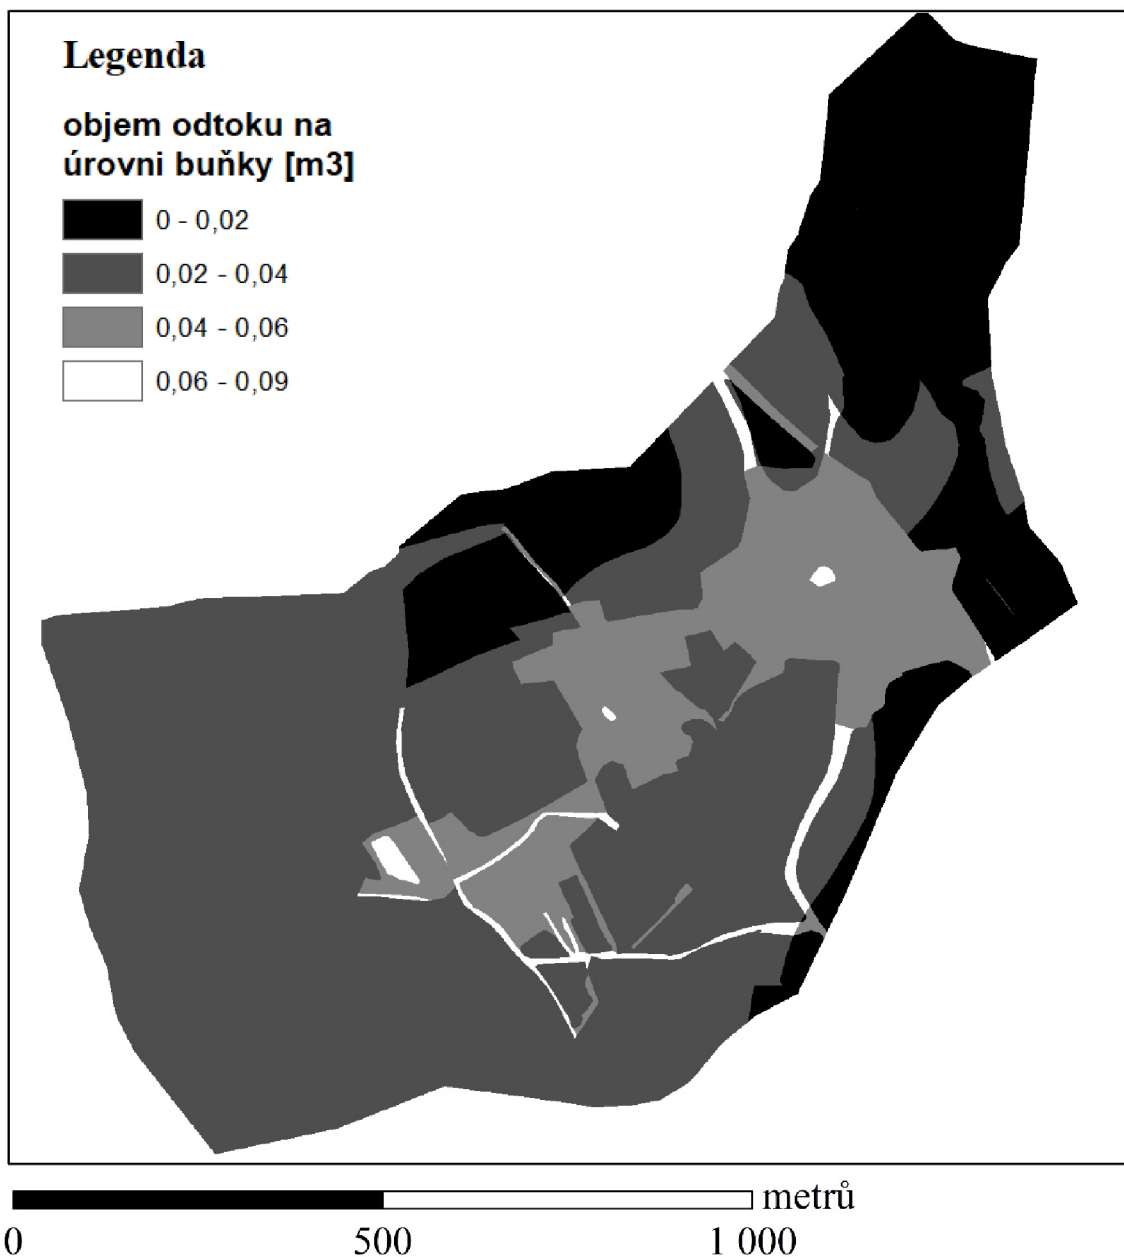 Legenda
objem odtoku na
úrovni buňky [m3]
0 - 0,02
0,02 - 0,04
0,04 - 0,06
0,06 - 0,09
metrů
0 500 1 000